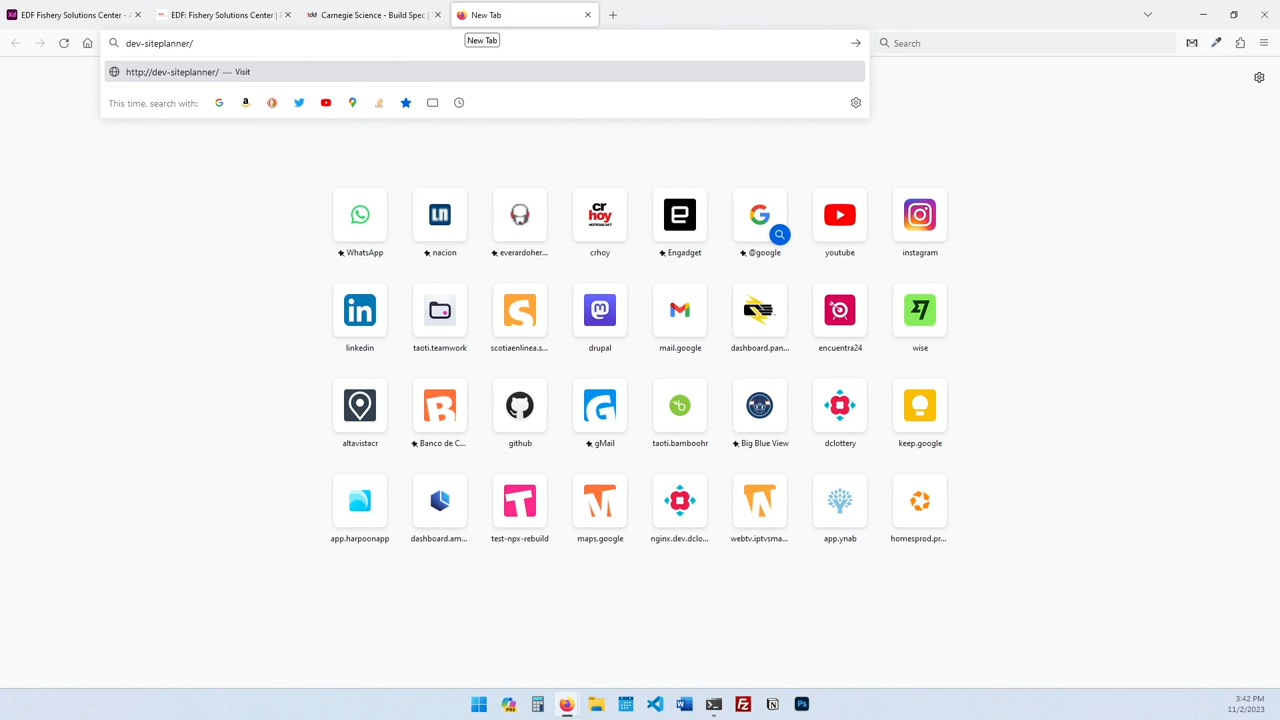 EDF Fishery Solutions Center -
EDF: Fishery Solutions Center |
Carnegie Science - Build Spec |
New Tab
dev-siteplanner/
New Tab
Search
http://dev-siteplanner/ — Visit
This time, search with:
WhatsApp
nacion
everardoher...
crhoy
Engadget
@google
youtube
instagram
linkedin
taoti.teamwork
scotiaenlinea.s...
drupal
mail.google
dashboard.pan...
encuentra24
wise
altavistacr
Banco de C...
github
gMail
taoti.bamboohr
Big Blue View
dclottery
keep.google
app.harpoonapp
dashboard.am...
test-npx-rebuild
maps.google
nginx.dev.dclo...
webtv.iptvsma...
app.ynab
homesprod.pr...
3:42 PM
11/2/2023